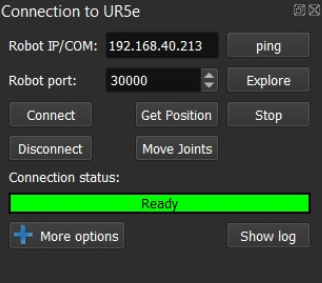 Connection to UR5e
Robot IP/COM: 192.168.40.213 ping
Robot port: 30000 Explore
Connect Get Position Stop
Disconnect Move Joints
Connection status:
Ready
More options Show log